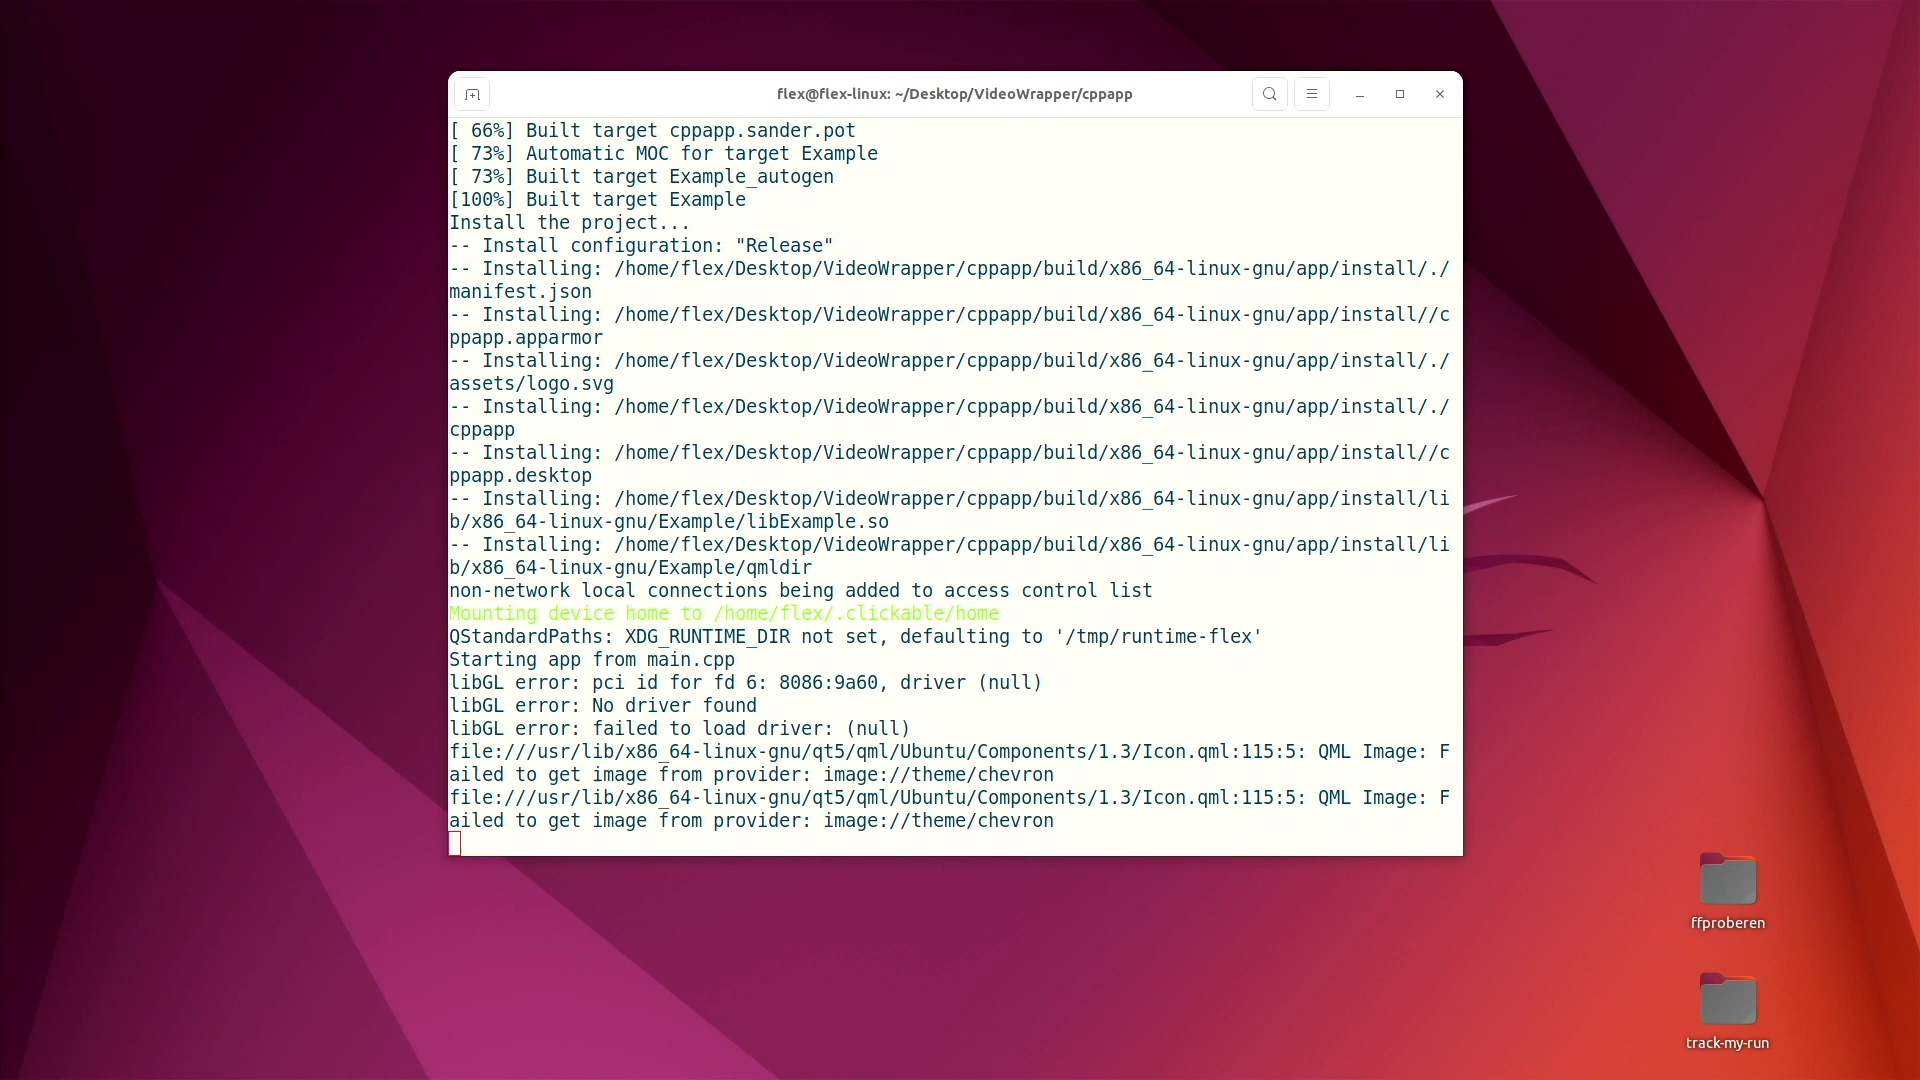 flex@flex-linux: ~/Desktop/VideoWrapper/cppapp
[ 66%] Built target cppapp.sander.pot
[ 73%] Automatic MOC for target Example
[ 73%] Built target Example_autogen
[100%] Built target Example
Install the project...
-- Install configuration: "Release"
-- Installing: /home/flex/Desktop/VideoWrapper/cppapp/build/x86_64-linux-gnu/app/install/./
manifest.json
-- Installing: /home/flex/Desktop/VideoWrapper/cppapp/build/x86_64-linux-gnu/app/install//c
ppapp.apparmor
-- Installing: /home/flex/Desktop/VideoWrapper/cppapp/build/x86_64-linux-gnu/app/install/./
assets/logo.svg
-- Installing: /home/flex/Desktop/VideoWrapper/cppapp/build/x86_64-linux-gnu/app/install/./
cppapp
-- Installing: /home/flex/Desktop/VideoWrapper/cppapp/build/x86_64-linux-gnu/app/install//c
ppapp.desktop
-- Installing: /home/flex/Desktop/VideoWrapper/cppapp/build/x86_64-linux-gnu/app/install/li
b/x86_64-linux-gnu/Example/libExample.so
-- Installing: /home/flex/Desktop/VideoWrapper/cppapp/build/x86_64-linux-gnu/app/install/li
b/x86_64-linux-gnu/Example/qmldir
non-network local connections being added to access control list
Mounting device home to /home/flex/.clickable/home
QStandardPaths: XDG_RUNTIME_DIR not set, defaulting to '/tmp/runtime-flex'
Starting app from main.cpp
libGL error: pci id for fd 6: 8086:9a60, driver (null)
libGL error: No driver found
libGL error: failed to load driver: (null)
file:///usr/lib/x86_64-linux-gnu/qt5/qml/Ubuntu/Components/1.3/Icon.qml:115:5: QML Image: F
ailed to get image from provider: image://theme/chevron
file:///usr/lib/x86_64-linux-gnu/qt5/qml/Ubuntu/Components/1.3/Icon.qml:115:5: QML Image: F
ailed to get image from provider: image://theme/chevron
ffproberen
track-my-run